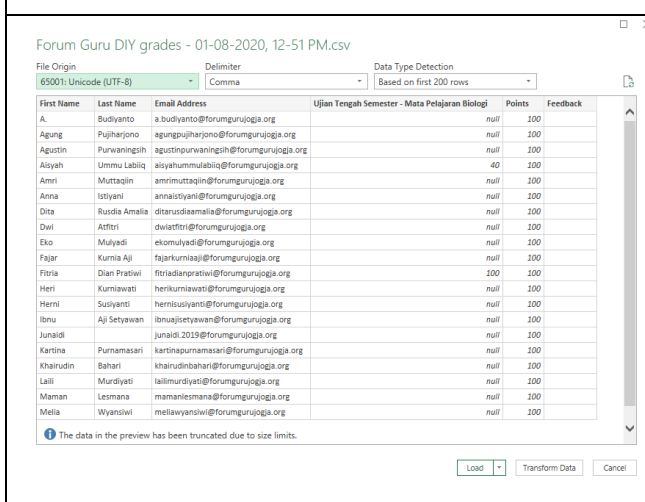 Forum Guru DIY grades - 01-08-2020, 12-51 PM.csv
File Origin Delimiter Data Type Detection
65001: Unicode (UTF-8) Comma Based on first 200 rows
First Name Last Name Email Address Ujian Tengah Semester - Mata Pelajaran Biologi Points Feedback
A. Budiyanto a.budiyanto@forumgurujogja.org null 100
Agung Pujiharjono agungpujiharjono@forumgurujogja.org null 100
Agustin Purwaningsih agustinpurwaningsih@forumgurujogja.org null 100
Aisyah Ummu Labiiq aisyahummulabiiq@forumgurujogja.org 40 100
Amri Muttaqiin amrimuttaqiin@forumgurujogja.org null 100
Anna Istiyani annaistiyani@forumgurujogja.org null 100
Dita Rusdia Amalia ditarusdiaamalia@forumgurujogja.org null 100
Dwi Atfitri dwiatfitri@forumgurujogja.org null 100
Eko Mulyadi ekomulyadi@forumgurujogja.org null 100
Fajar Kurnia Aji fajarkurniaaji@forumgurujogja.org null 100
Fitria Dian Pratiwi fitriadianpratiwi@forumgurujogja.org 100 100
Heri Kurniawati herikurniawati@forumgurujogja.org null 100
Herni Susiyanti hernisusiyanti@forumgurujogja.org null 100
Ibnu Aji Setyawan ibnuajisetyawan@forumgurujogja.org null 100
Junaidi junaidi.2019@forumgurujogja.org null 100
Kartina Purnamasari kartinapurnamasari@forumgurujogja.org null 100
Khairudin Bahari khairudinbahari@forumgurujogja.org null 100
Laili Murdiyati lailimurdiyati@forumgurujogja.org null 100
Maman Lesmana mamanlesmana@forumgurujogja.org null 100
Melia Wyansiwi meliawyansiwi@forumgurujogja.org null 100
The data in the preview has been truncated due to size limits.
Load Transform Data Cancel